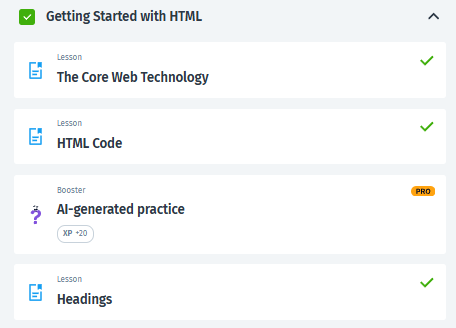 Getting Started with HTML
Lesson
The Core Web Technology
Lesson
HTML Code
Booster
PRO
AI-generated practice
XP +20
Lesson
Headings